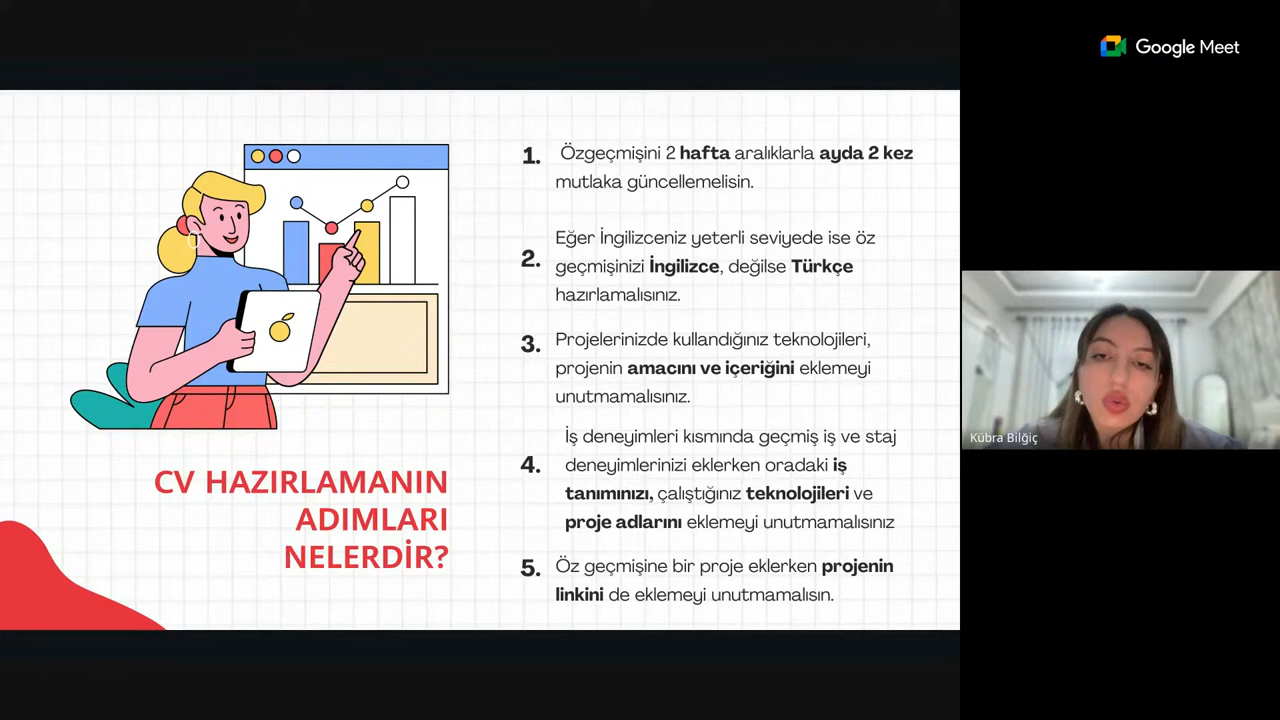 Google Meet
1. Özgeçmişini 2 hafta aralıklarla ayda 2 kez
mutlaka güncellemelisin.
2. Eğer İngilizceniz yeterli seviyede ise öz
geçmişinizi İngilizce, değilse Türkçe
hazırlamalısınız.
3. Projelerinizde kullandığınız teknolojileri,
projenin amacını ve içeriğini eklemeyi
unutmamalısınız.
4. İş deneyimleri kısmında geçmiş iş ve staj
deneyimlerinizi eklerken oradaki iş
tanımınızı, çalıştığınız teknolojileri ve
proje adlarını eklemeyi unutmamalısınız
5. Öz geçmişine bir proje eklerken projenin
linkini de eklemeyi unutmamalısın.
CV HAZIRLAMANIN
ADIMLARI
NELERDİR?
Kübra Bilğiç